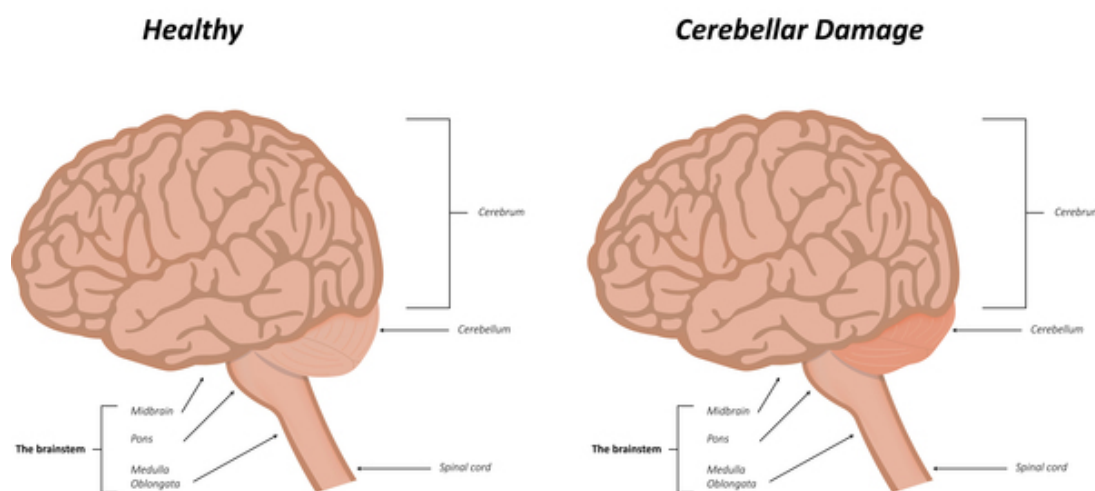 Healthy
Cerebrum
Cerebellum
Midbrain
The brainstem
Pons
Medulla
Oblongata
Spinal cord
Cerebellar Damage
Cerebrur
Cerebellum
Midbrain
The brainstem
Pons
Medulla
Oblongata
Spinal cord